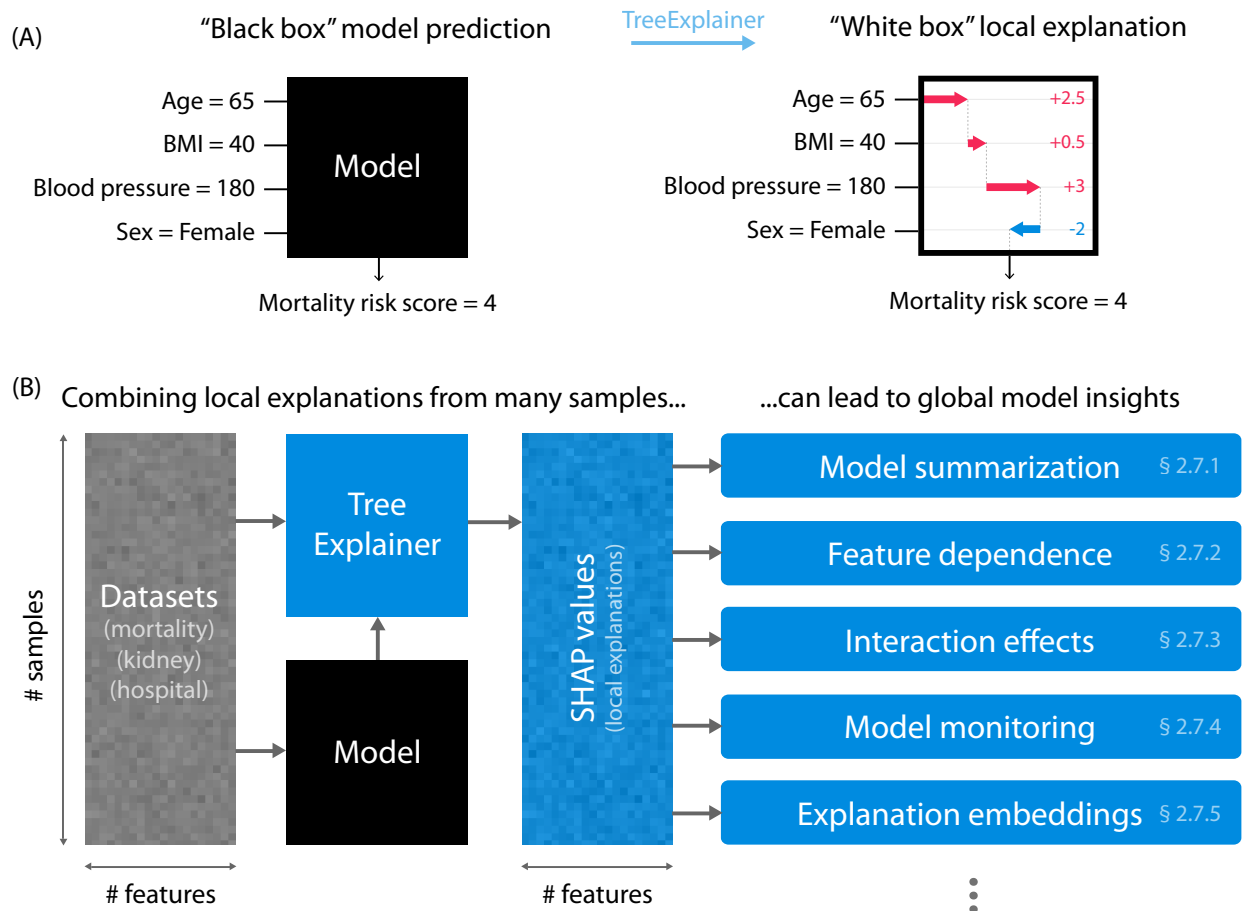 (A)
“Black box” model prediction
TreeExplainer
“White box” local explanation
Age = 65
BMI = 40
Blood pressure = 180
Sex = Female
Model
Mortality risk score = 4
Age = 65
BMI = 40
Blood pressure = 180
Sex = Female
+2.5
+0.5
+3
-2
Mortality risk score = 4
(B)
Combining local explanations from many samples...
...can lead to global model insights
# samples
Datasets
(mortality)
(kidney)
(hospital)
# features
Tree
Explainer
Model
SHAP values
(local explanations)
# features
Model summarization § 2.7.1
Feature dependence § 2.7.2
Interaction effects § 2.7.3
Model monitoring § 2.7.4
Explanation embeddings § 2.7.5